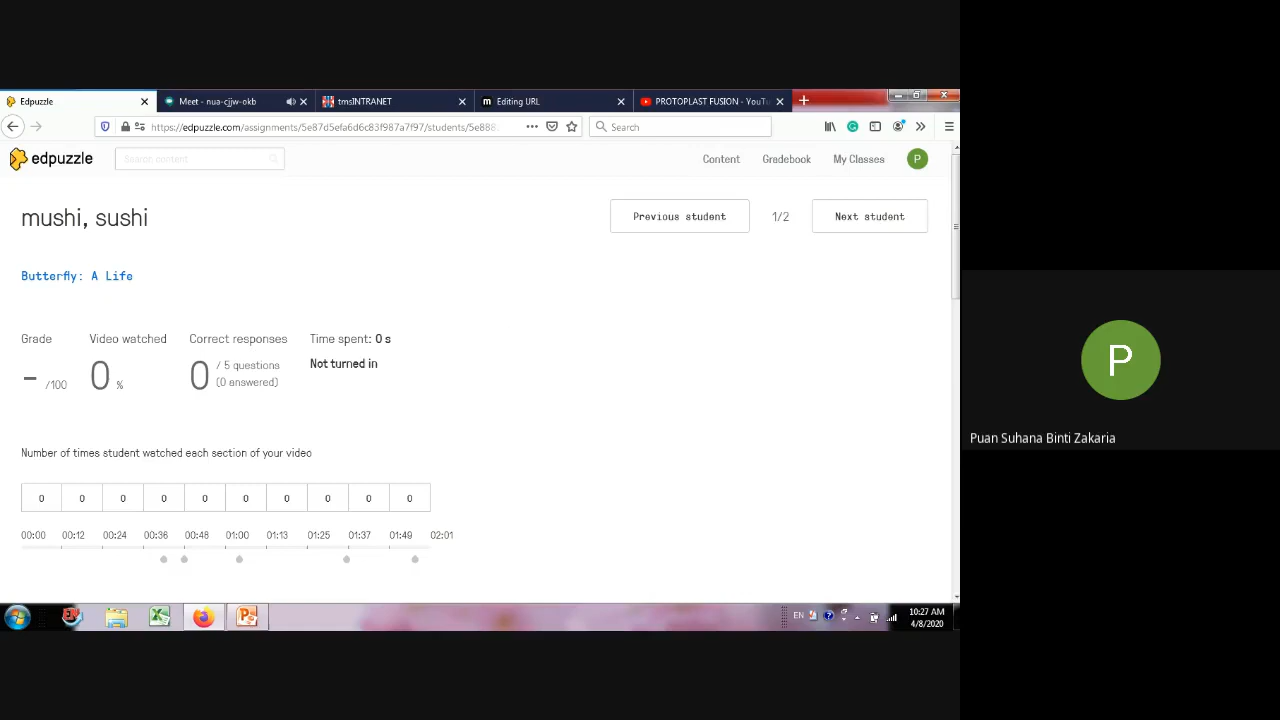 Edpuzzle
Meet - nua-cjjw-okb
tmsINTRANET
Editing URL
PROTOPLAST FUSION - YouTu
https://edpuzzle.com/assignments/5e87d5efa6d6c83f987a7f97/students/5e888.
Search
edpuzzle
Search content
Content
Gradebook
My Classes
P
mushi, sushi
Previous student
1/2
Next student
Butterfly: A Life
Grade
Video watched
Correct responses
Time spent: 0 s
- /100
0 %
0 / 5 questions
(0 answered)
Not turned in
Number of times student watched each section of your video
0 0 0 0 0 0 0 0 0 0
00:00 00:12 00:24 00:36 00:48 01:00 01:13 01:25 01:37 01:49 02:01
EN
10:27 AM
4/8/2020
P
Puan Suhana Binti Zakaria